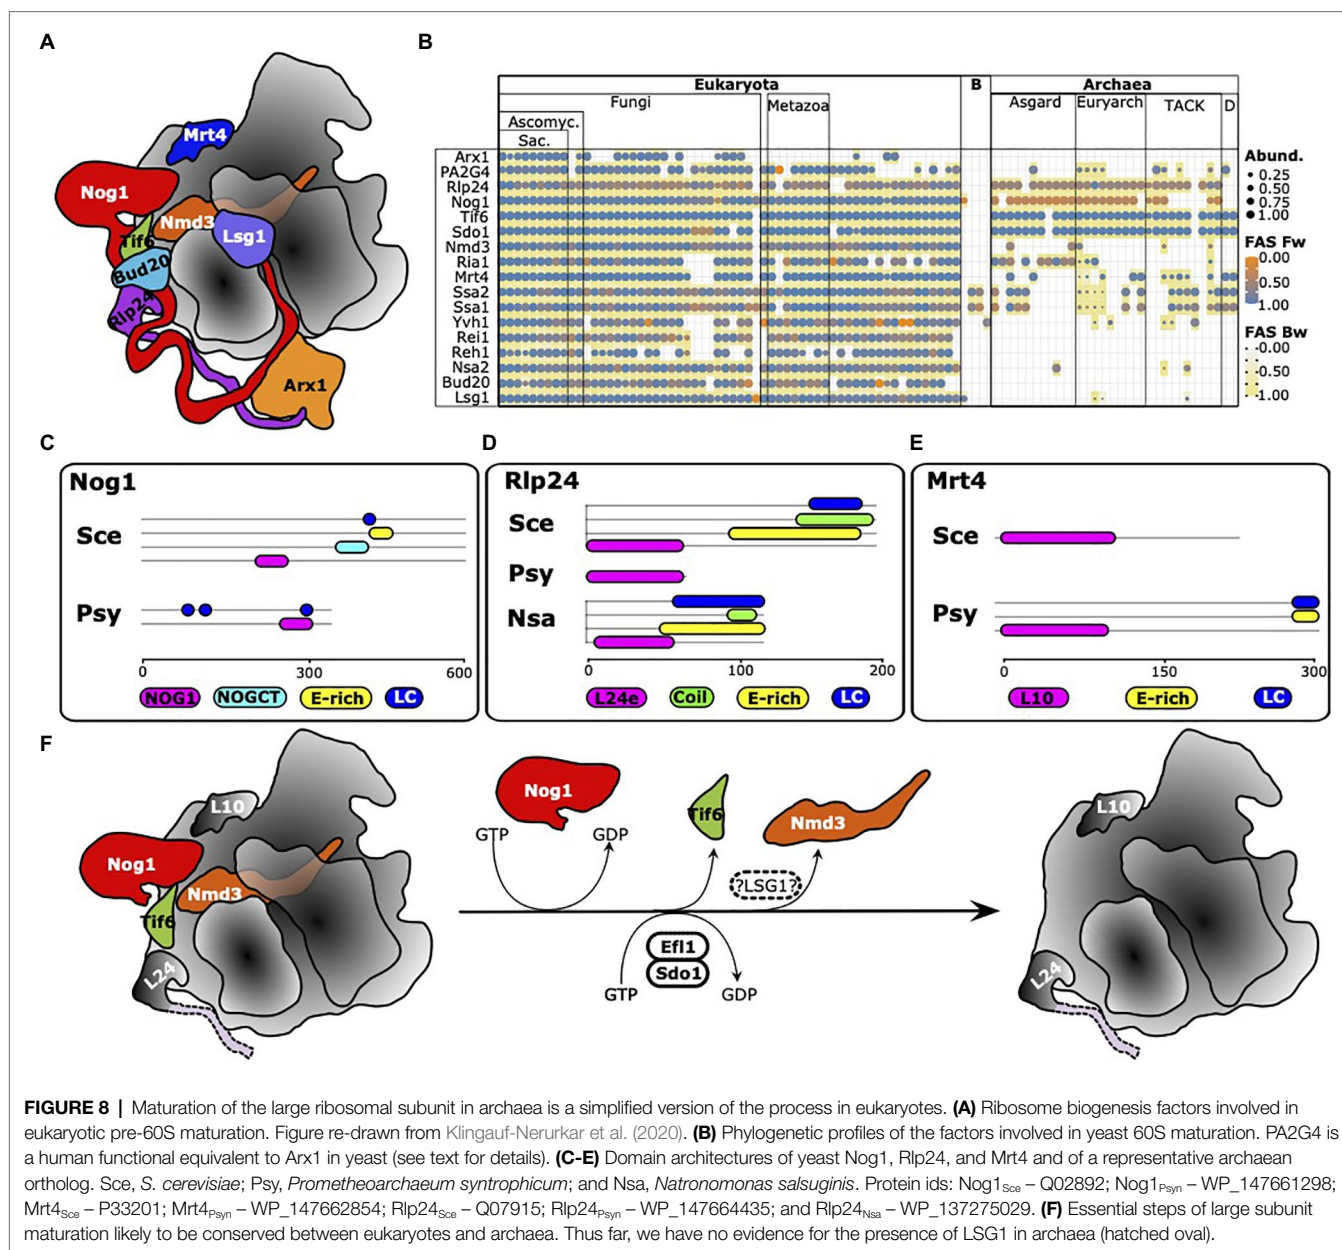 A
Mrt4
Nog1
Nmd3
Tif6
Lsg1
Bud20
Rlp24
Arx1
B
Eukaryota
B
Archaea
Fungi
Metazoa
Asgard
Euryarch
TACK
D
Ascomyc.
Sac.
Arx1
PA2G4
Rlp24
Nog1
Tif6
Sdo1
Nmd3
Ria1
Mrt4
Ssa2
Ssa1
Yvh1
Rei1
Reh1
Nsa2
Bud20
Lsg1
Abund.
0.25
0.50
0.75
1.00
FAS Fw
0.00
0.50
1.00
FAS Bw
0.00
0.50
1.00
C
Nog1
Sce
Psy
0 300 600
NOG1 NOGCT E-rich LC
D
Rlp24
Sce
Psy
Nsa
0 100 200
L24e Coil E-rich LC
E
Mrt4
Sce
Psy
0 150 300
L10 E-rich LC
F
L10
Nog1
Nmd3
Tif6
L24
Nog1
GTP GDP
Tif6
Nmd3
?LSG1?
Efl1
Sdo1
GTP GDP
L10
L24
FIGURE 8 | Maturation of the large ribosomal subunit in archaea is a simplified version of the process in eukaryotes. (A) Ribosome biogenesis factors involved in
eukaryotic pre-60S maturation. Figure re-drawn from Klingauf-Nerurkar et al. (2020). (B) Phylogenetic profiles of the factors involved in yeast 60S maturation. PA2G4 is
a human functional equivalent to Arx1 in yeast (see text for details). (C-E) Domain architectures of yeast Nog1, Rlp24, and Mrt4 and of a representative archaean
ortholog. Sce, S. cerevisiae; Psy, Prometheoarchaeum syntrophicum; and Nsa, Natronomonas salsuginis. Protein ids: Nog1Sce – Q02892; Nog1Psyn – WP_147661298;
Mrt4Sce – P33201; Mrt4Psyn – WP_147662854; Rlp24Sce – Q07915; Rlp24Psyn – WP_147664435; and Rlp24Nsa – WP_137275029. (F) Essential steps of large subunit
maturation likely to be conserved between eukaryotes and archaea. Thus far, we have no evidence for the presence of LSG1 in archaea (hatched oval).